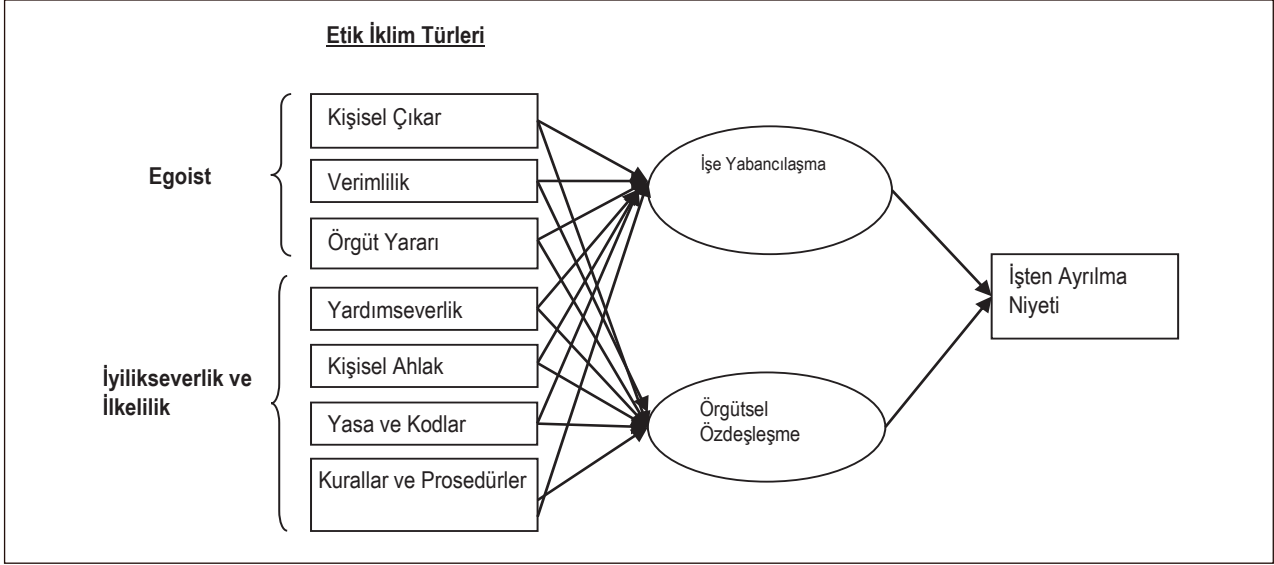 Etik İklim Türleri
Egoist
Kişisel Çıkar
Verimlilik
Örgüt Yararı
İyilikseverlik ve
İlkelilik
Yardımseverlik
Kişisel Ahlak
Yasa ve Kodlar
Kurallar ve Prosedürler
İşe Yabancılaşma
Örgütsel
Özdeşleşme
İşten Ayrılma
Niyeti